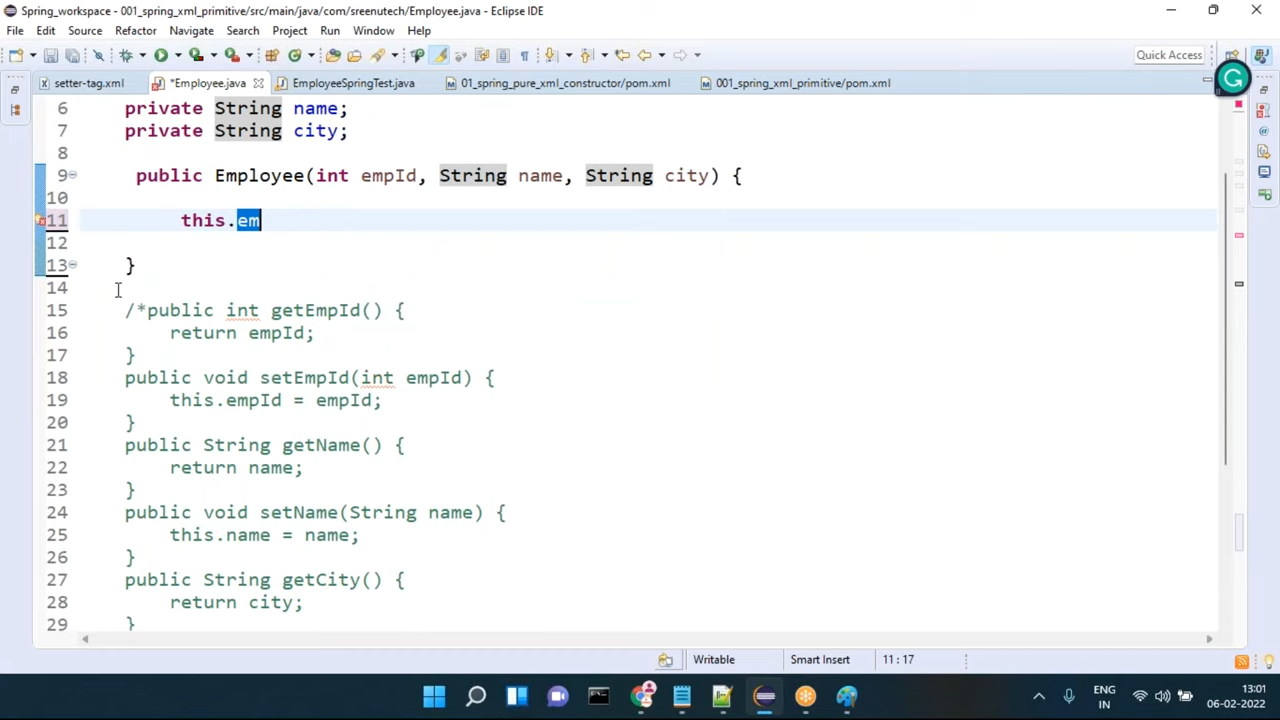 Spring_workspace - 001_spring_xml_primitive/src/main/java/com/sreenutech/Employee.java - Eclipse IDE
File Edit Source Refactor Navigate Search Project Run Window Help
Quick Access
setter-tag.xml *Employee.java EmployeeSpringTest.java 01_spring_pure_xml_constructor/pom.xml 001_spring_xml_primitive/pom.xml
6 private String name;
7 private String city;
8
9 public Employee(int empId, String name, String city) {
10
11 this.em
12
13 }
14
15 /*public int getEmpId() {
16 return empId;
17 }
18 public void setEmpId(int empId) {
19 this.empId = empId;
20 }
21 public String getName() {
22 return name;
23 }
24 public void setName(String name) {
25 this.name = name;
26 }
27 public String getCity() {
28 return city;
29 }
Writable Smart Insert 11 : 17
ENG
IN
13:01
06-02-2022